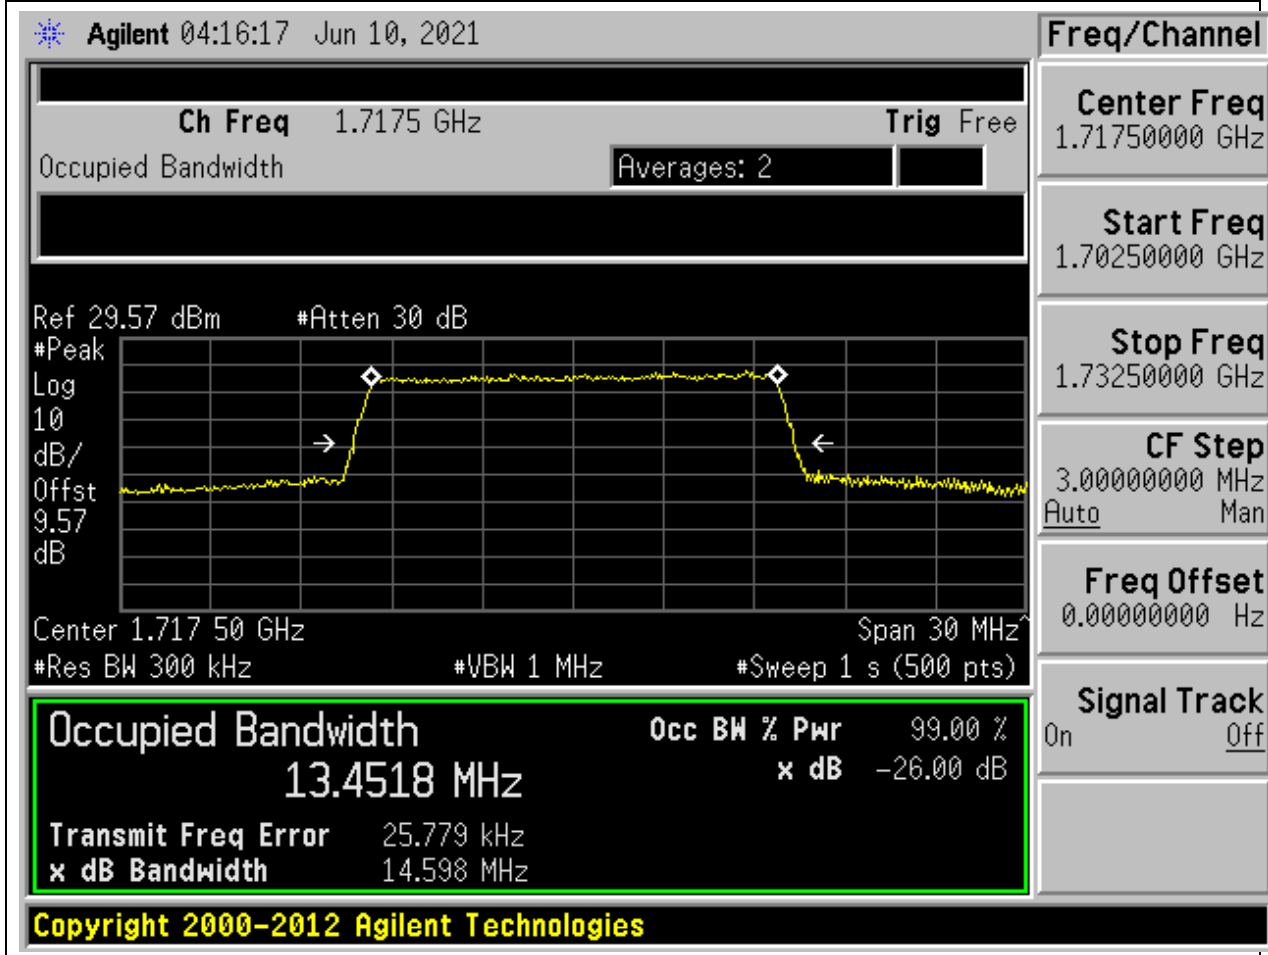 Agilent 04:16:17 Jun 10, 2021
Freq/Channel
Ch Freq 1.7175 GHz Trig Free
Occupied Bandwidth Averages: 2
Center Freq
1.71750000 GHz
Start Freq
1.70250000 GHz
Stop Freq
1.73250000 GHz
CF Step
3.00000000 MHz
Auto Man
Freq Offset
0.00000000 Hz
Signal Track
On Off
Ref 29.57 dBm #Atten 30 dB
#Peak
Log
10
dB/
Offst
9.57
dB
Center 1.717 50 GHz Span 30 MHz^
#Res BW 300 kHz #VBW 1 MHz #Sweep 1 s (500 pts)
Occupied Bandwidth Occ BW % Pwr 99.00 %
13.4518 MHz x dB -26.00 dB
Transmit Freq Error 25.779 kHz
x dB Bandwidth 14.598 MHz
Copyright 2000-2012 Agilent Technologies